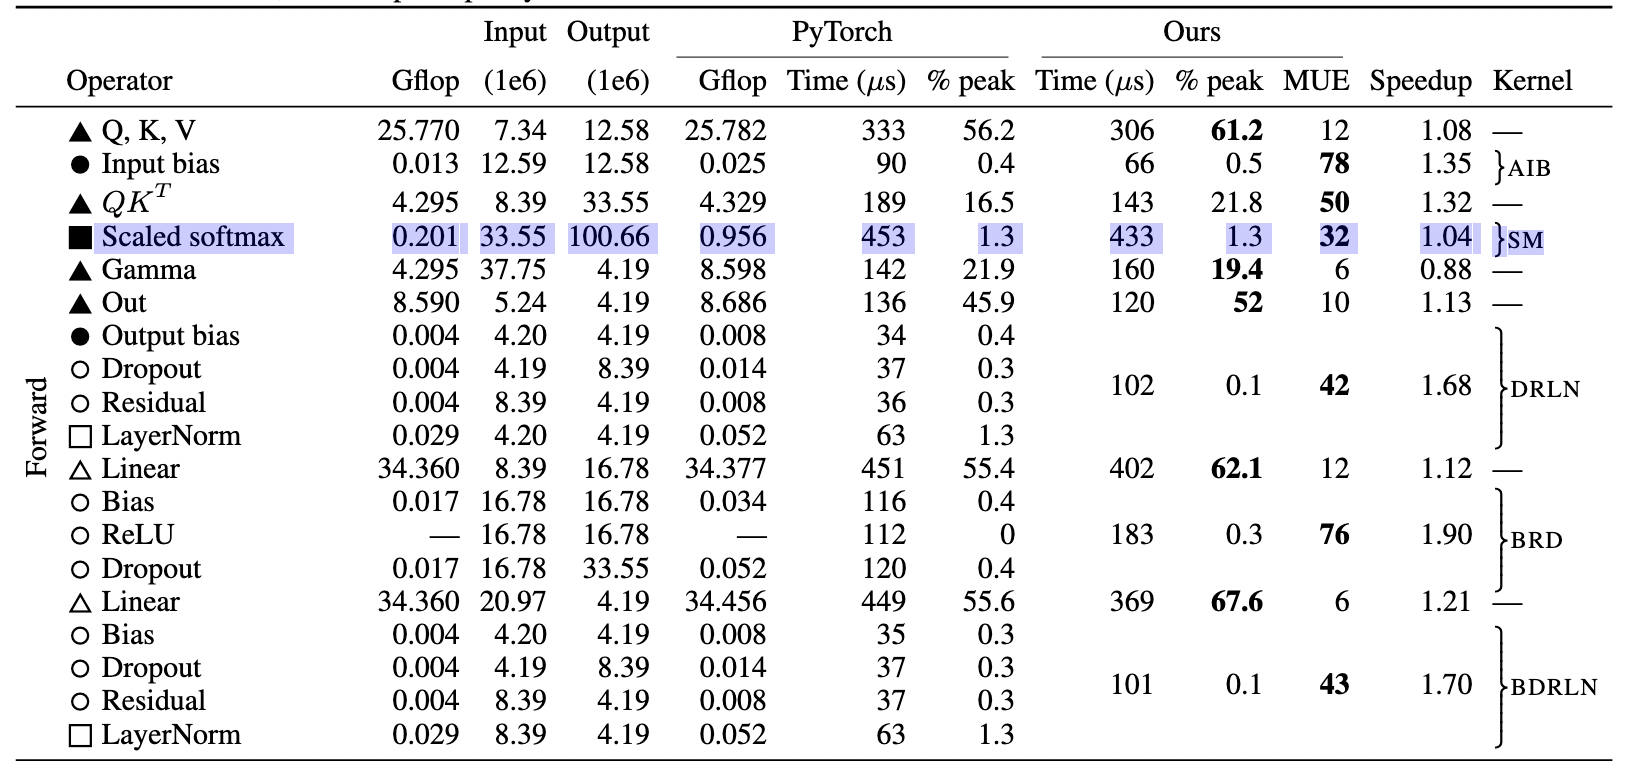 Input Output PyTorch Ours
Operator Gflop (1e6) (1e6) Gflop Time (μs) % peak Time (μs) % peak MUE Speedup Kernel
Forward
▲ Q, K, V 25.770 7.34 12.58 25.782 333 56.2 306 61.2 12 1.08 —
● Input bias 0.013 12.59 12.58 0.025 90 0.4 66 0.5 78 1.35 }AIB
▲ QK^T 4.295 8.39 33.55 4.329 189 16.5 143 21.8 50 1.32 —
■ Scaled softmax 0.201 33.55 100.66 0.956 453 1.3 433 1.3 32 1.04 }SM
▲ Gamma 4.295 37.75 4.19 8.598 142 21.9 160 19.4 6 0.88 —
▲ Out 8.590 5.24 4.19 8.686 136 45.9 120 52 10 1.13 —
● Output bias 0.004 4.20 4.19 0.008 34 0.4
○ Dropout 0.004 4.19 8.39 0.014 37 0.3
102 0.1 42 1.68 }DRLN
○ Residual 0.004 8.39 4.19 0.008 36 0.3
□ LayerNorm 0.029 4.20 4.19 0.052 63 1.3
△ Linear 34.360 8.39 16.78 34.377 451 55.4 402 62.1 12 1.12 —
○ Bias 0.017 16.78 16.78 0.034 116 0.4
○ ReLU — 16.78 16.78 — 112 0 183 0.3 76 1.90 }BRD
○ Dropout 0.017 16.78 33.55 0.052 120 0.4
△ Linear 34.360 20.97 4.19 34.456 449 55.6 369 67.6 6 1.21 —
○ Bias 0.004 4.20 4.19 0.008 35 0.3
○ Dropout 0.004 4.19 8.39 0.014 37 0.3
101 0.1 43 1.70 }BDRLN
○ Residual 0.004 8.39 4.19 0.008 37 0.3
□ LayerNorm 0.029 8.39 4.19 0.052 63 1.3